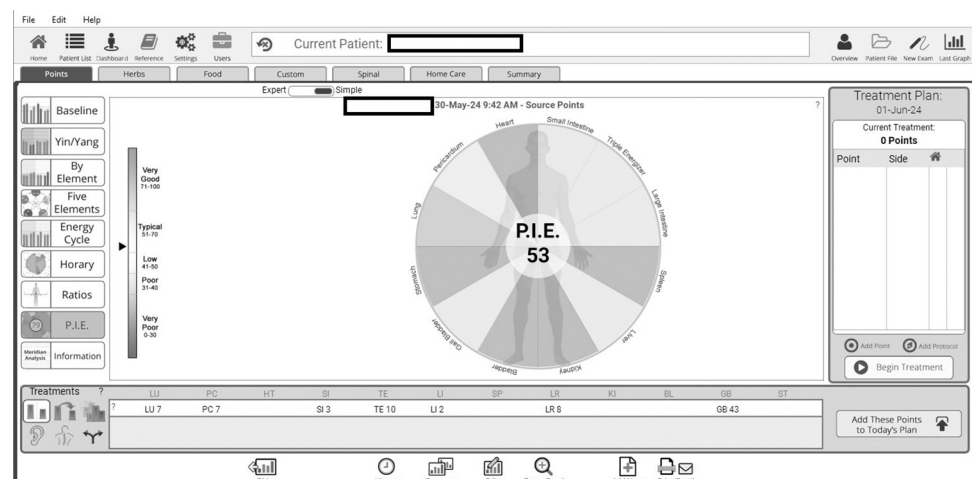 File Edit Help
Home Patient List Dashboard Reference Settings Users
Current Patient:
Overview Patient File New Exam Last Graph
Points Herbs Food Custom Spinal Home Care Summary
Expert Simple
30-May-24 9:42 AM - Source Points ?
Baseline
Yin/Yang
By
Element
Five
Elements
Energy
Cycle
Horary
Ratios
79 P.I.E.
Meridian
Analysis
Information
Very
Good
71-100
Typical
51-70
Low
41-50
Poor
31-40
Very
Poor
0-30
Heart
Small Intestine
Triple Energizer
Large Intestine
Spleen
Liver
Kidney
Bladder
Gall Bladder
Stomach
Lung
Pericardium
P.I.E.
53
Treatment Plan:
01-Jun-24
Current Treatment:
0 Points
Point Side
Add Point Add Protocol
Begin Treatment
Treatments ?
LU PC HT SI TE LI SP LR KI BL GB ST
? LU 7 PC 7 SI 3 TE 10 LI 2 LR 8 GB 43
Add These Points
to Today's Plan